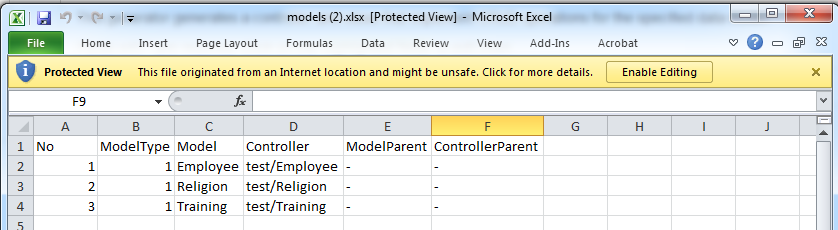 models (2).xlsx [Protected View] - Microsoft Excel
File Home Insert Page Layout Formulas Data Review View Add-Ins Acrobat
Protected View This file originated from an Internet location and might be unsafe. Click for more details. Enable Editing
F9 fx
A B C D E F G H I J
1 No ModelType Model Controller ModelParent ControllerParent
2 1 1 Employee test/Employee - -
3 2 1 Religion test/Religion - -
4 3 1 Training test/Training - -
5